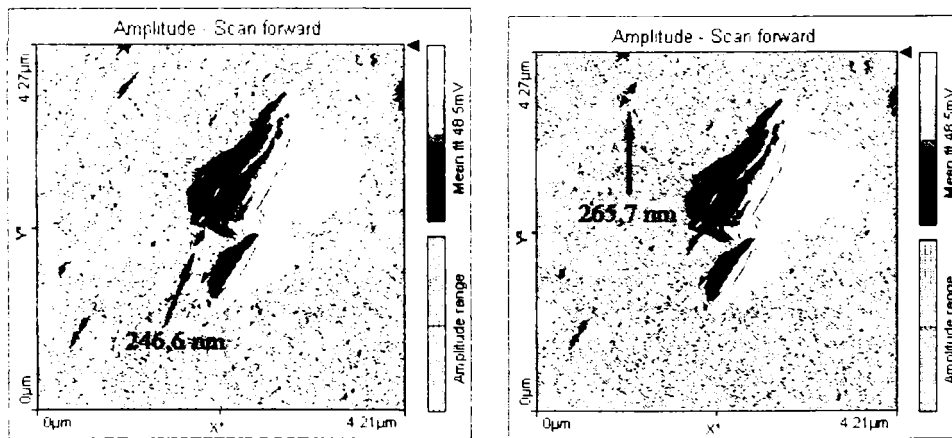 Amplitude - Scan forward
4.27µm
Y*
0µm
0µm
X*
4.21µm
Mean fit 48.5mV
Amplitude range
246,6 nm
Amplitude - Scan forward
4.27µm
Y*
0µm
0µm
X*
4.21µm
Mean fit 48.5mV
Amplitude range
265,7 nm